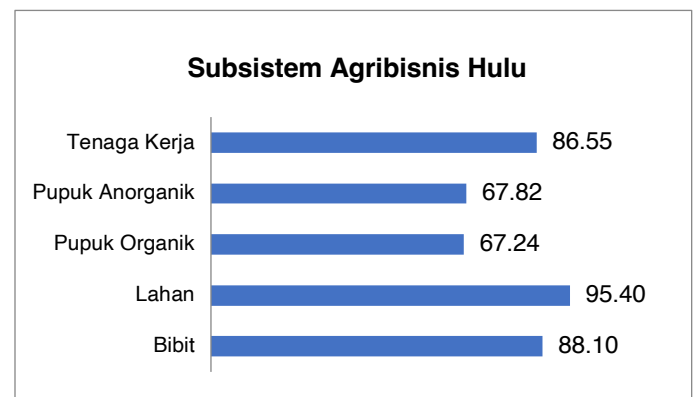 Subsistem Agribisnis Hulu
Tenaga Kerja 86.55
Pupuk Anorganik 67.82
Pupuk Organik 67.24
Lahan 95.40
Bibit 88.10